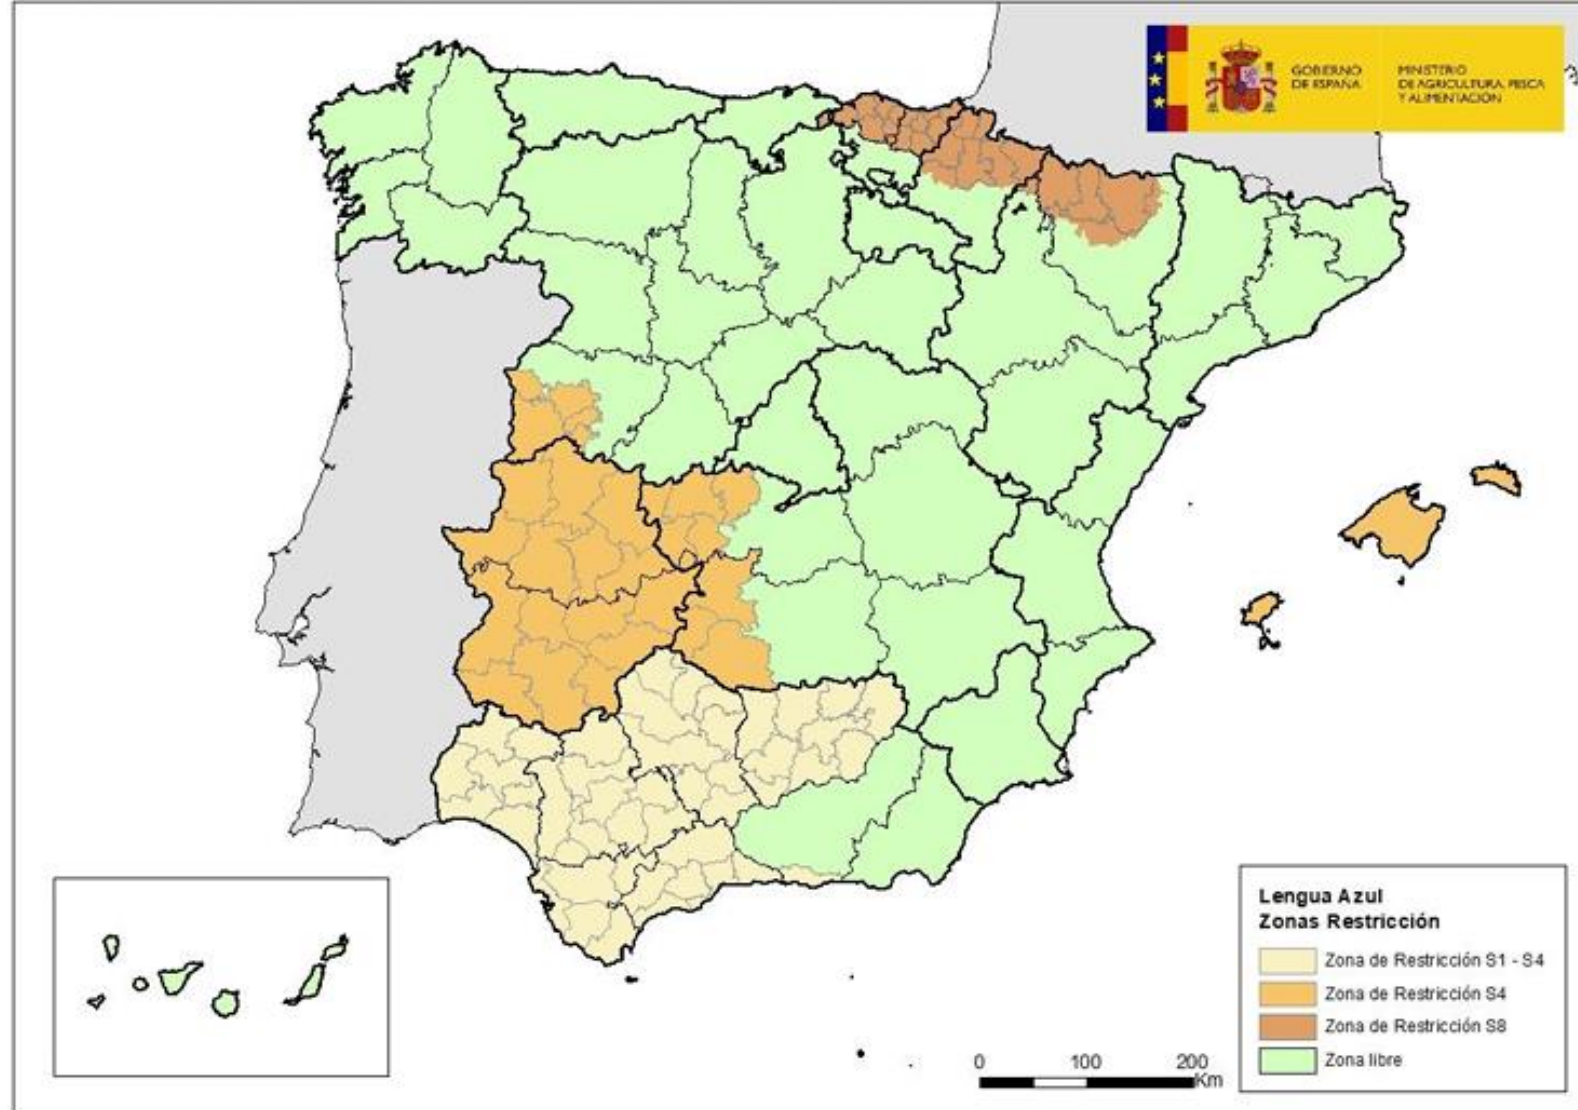 GOBIERNO
DE ESPAÑA
MINISTERIO
DE AGRICULTURA, PESCA
Y ALIMENTACIÓN
Lengua Azul
Zonas Restricción
Zona de Restricción S1 - S4
Zona de Restricción S4
Zona de Restricción S8
Zona libre
0 100 200
Km